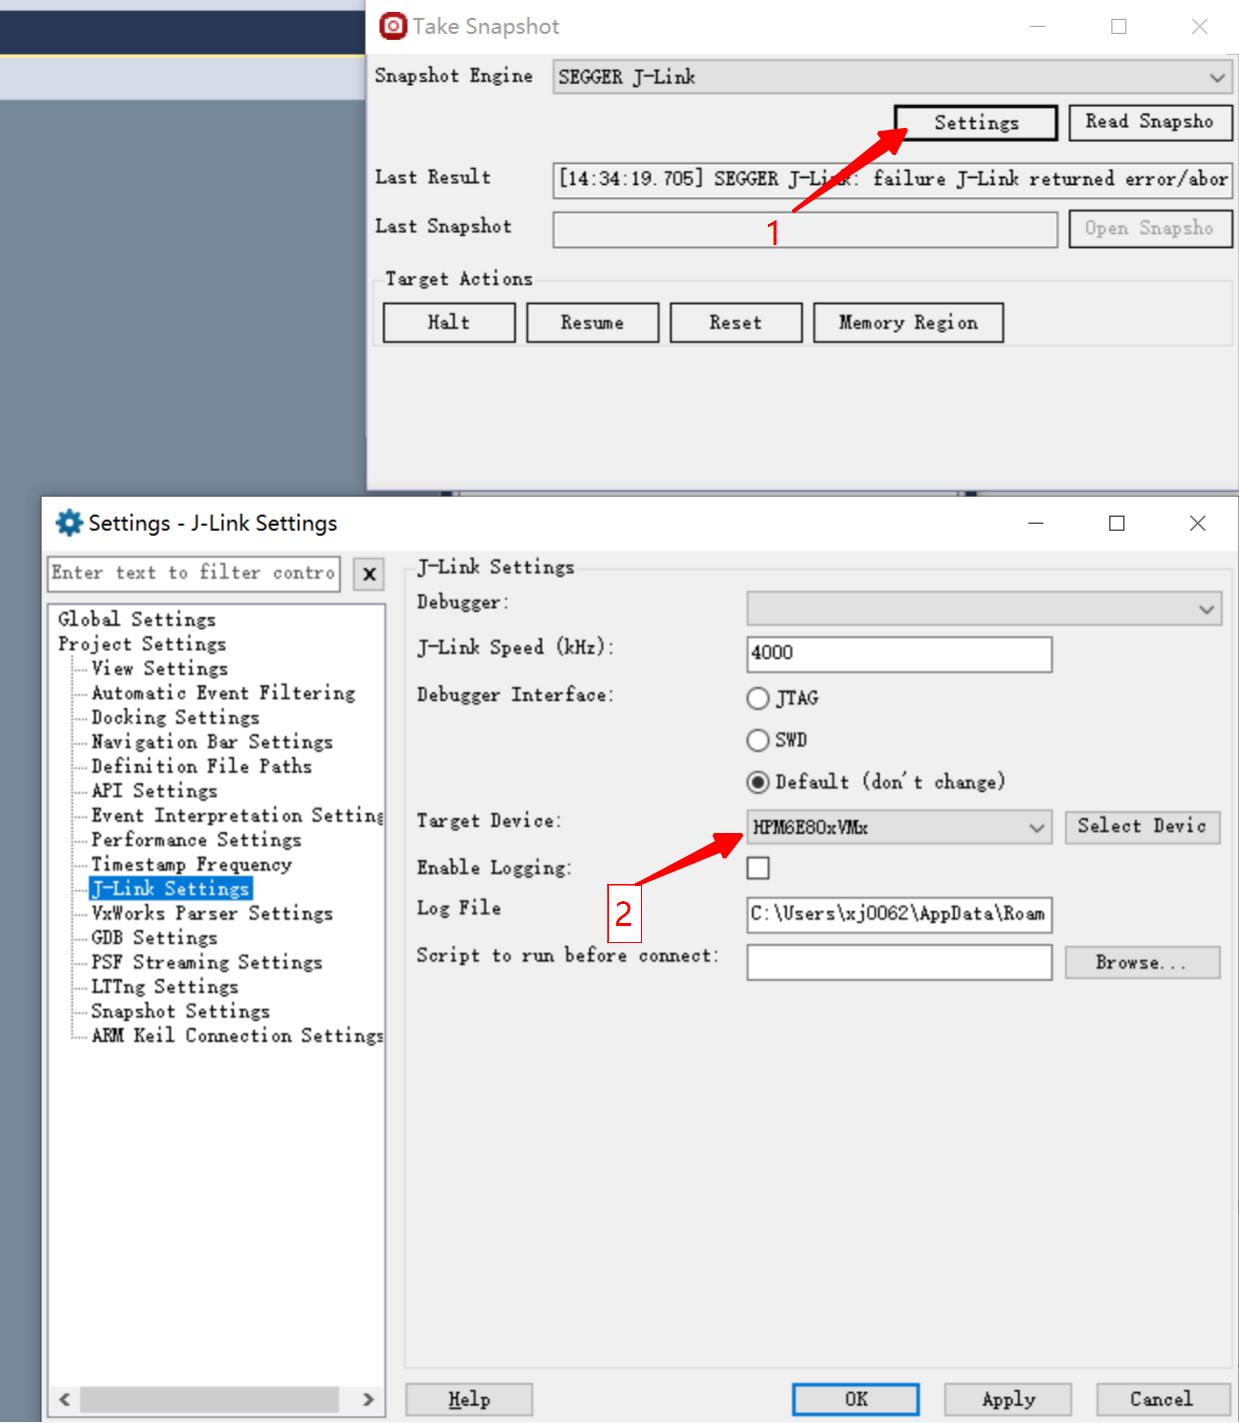 Take Snapshot
Snapshot Engine SEGGER J-Link
Settings Read Snapsho
Last Result [14:34:19.705] SEGGER J-Link: failure J-Link returned error/abor
Last Snapshot Open Snapsho
1
Target Actions
Halt Resume Reset Memory Region
Settings - J-Link Settings
Enter text to filter contro x
Global Settings
Project Settings
View Settings
Automatic Event Filtering
Docking Settings
Navigation Bar Settings
Definition File Paths
API Settings
Event Interpretation Setting
Performance Settings
Timestamp Frequency
J-Link Settings
VxWorks Parser Settings
GDB Settings
PSF Streaming Settings
LTTng Settings
Snapshot Settings
ARM Keil Connection Settings
J-Link Settings
Debugger:
J-Link Speed (kHz): 4000
Debugger Interface: JTAG
SWD
Default (don't change)
Target Device: HPM6E80xVMx Select Devic
Enable Logging:
2
Log File C:\Users\xj0062\AppData\Roam
Script to run before connect: Browse...
Help OK Apply Cancel